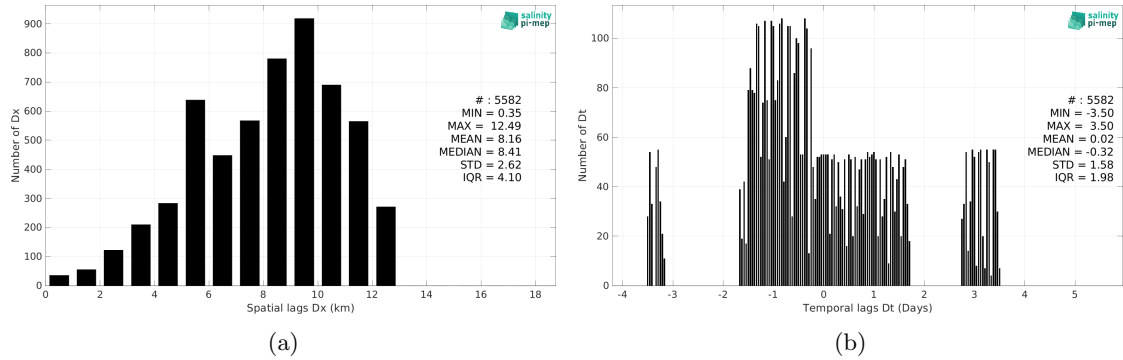 salinity
pi-mep
900
800
700
600
500
400
300
200
100
0
Number of Dx
# : 5582
MIN = 0.35
MAX = 12.49
MEAN = 8.16
MEDIAN = 8.41
STD = 2.62
IQR = 4.10
0 2 4 6 8 10 12 14 16 18
Spatial lags Dx (km)
(a)
salinity
pi-mep
100
80
60
40
20
0
Number of Dt
# : 5582
MIN = -3.50
MAX = 3.50
MEAN = 0.02
MEDIAN = -0.32
STD = 1.58
IQR = 1.98
-4 -3 -2 -1 0 1 2 3 4 5
Temporal lags Dt (Days)
(b)